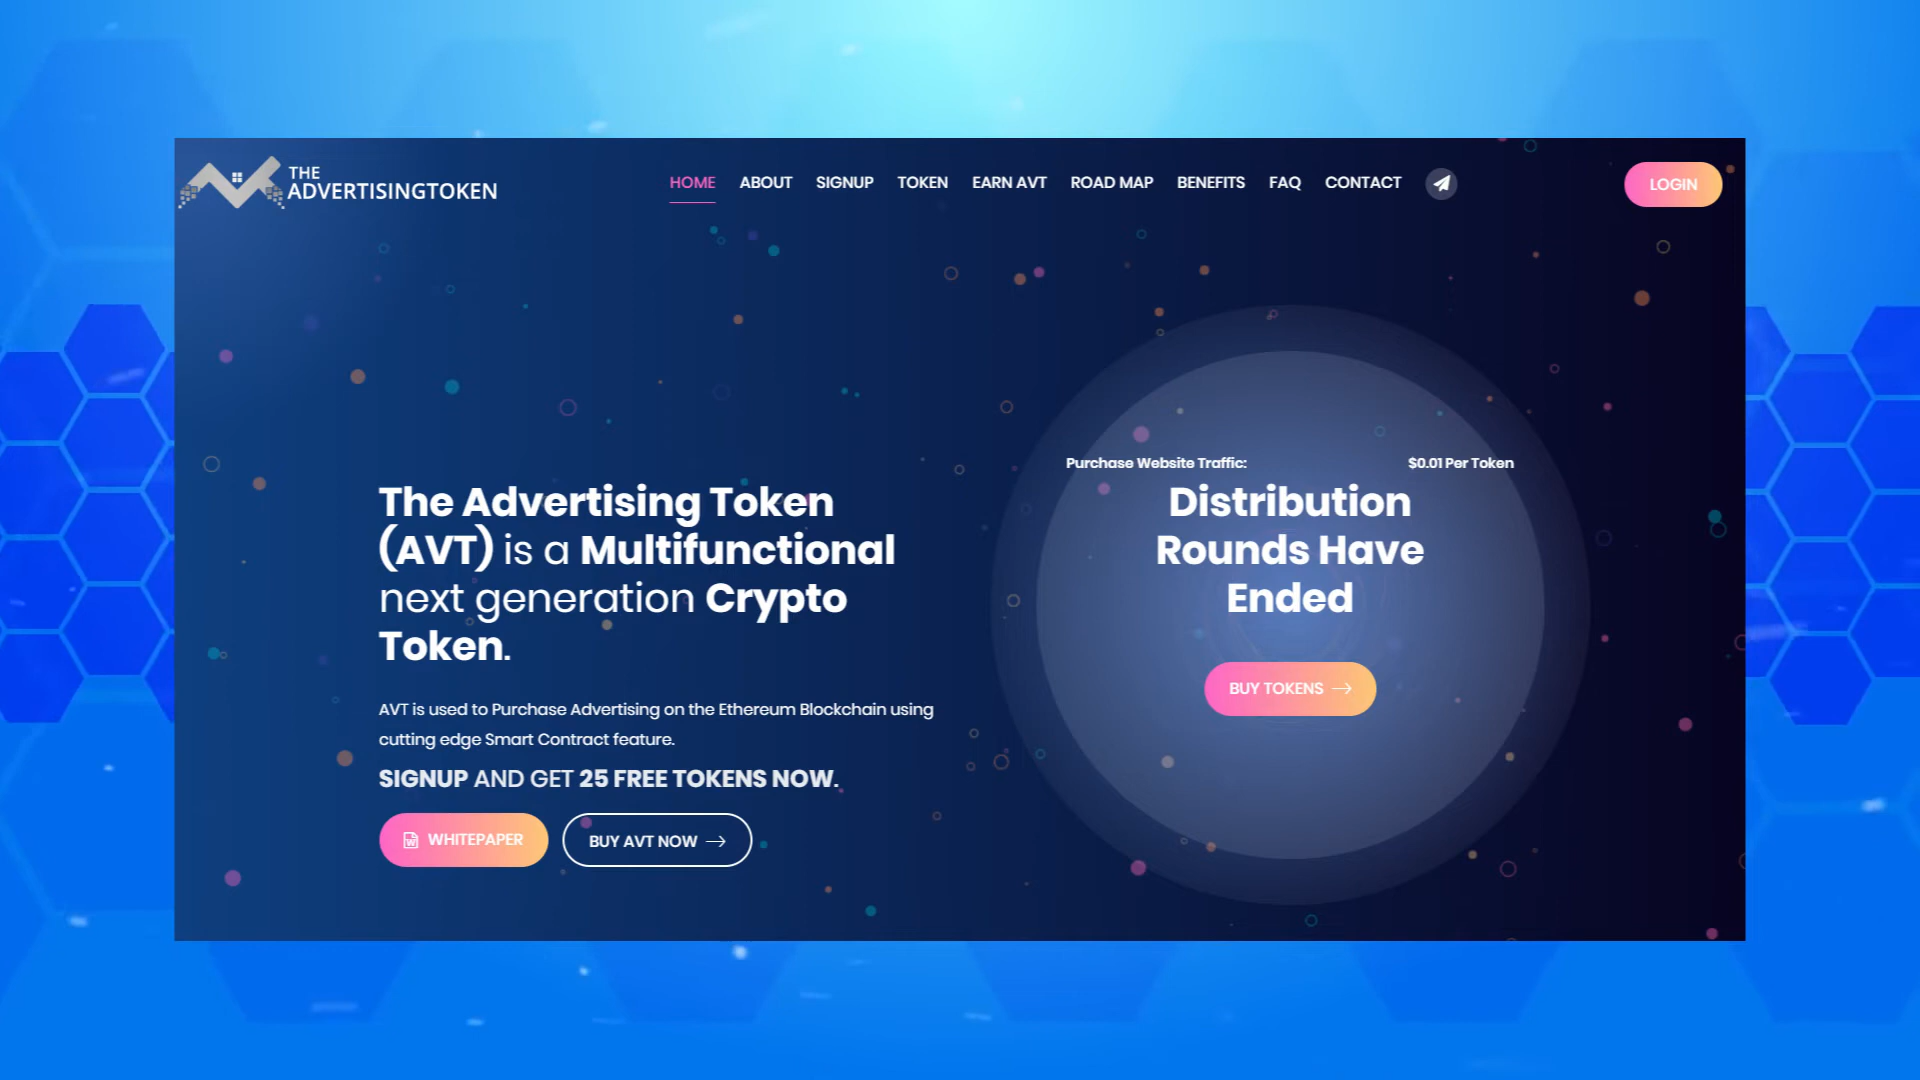 THE
ADVERTISINGTOKEN
HOME ABOUT SIGNUP TOKEN EARN AVT ROAD MAP BENEFITS FAQ CONTACT
LOGIN
The Advertising Token
(AVT) is a Multifunctional
next generation Crypto
Token.
AVT is used to Purchase Advertising on the Ethereum Blockchain using
cutting edge Smart Contract feature.
SIGNUP AND GET 25 FREE TOKENS NOW.
WHITEPAPER
BUY AVT NOW
Purchase Website Traffic: $0.01 Per Token
Distribution
Rounds Have
Ended
BUY TOKENS